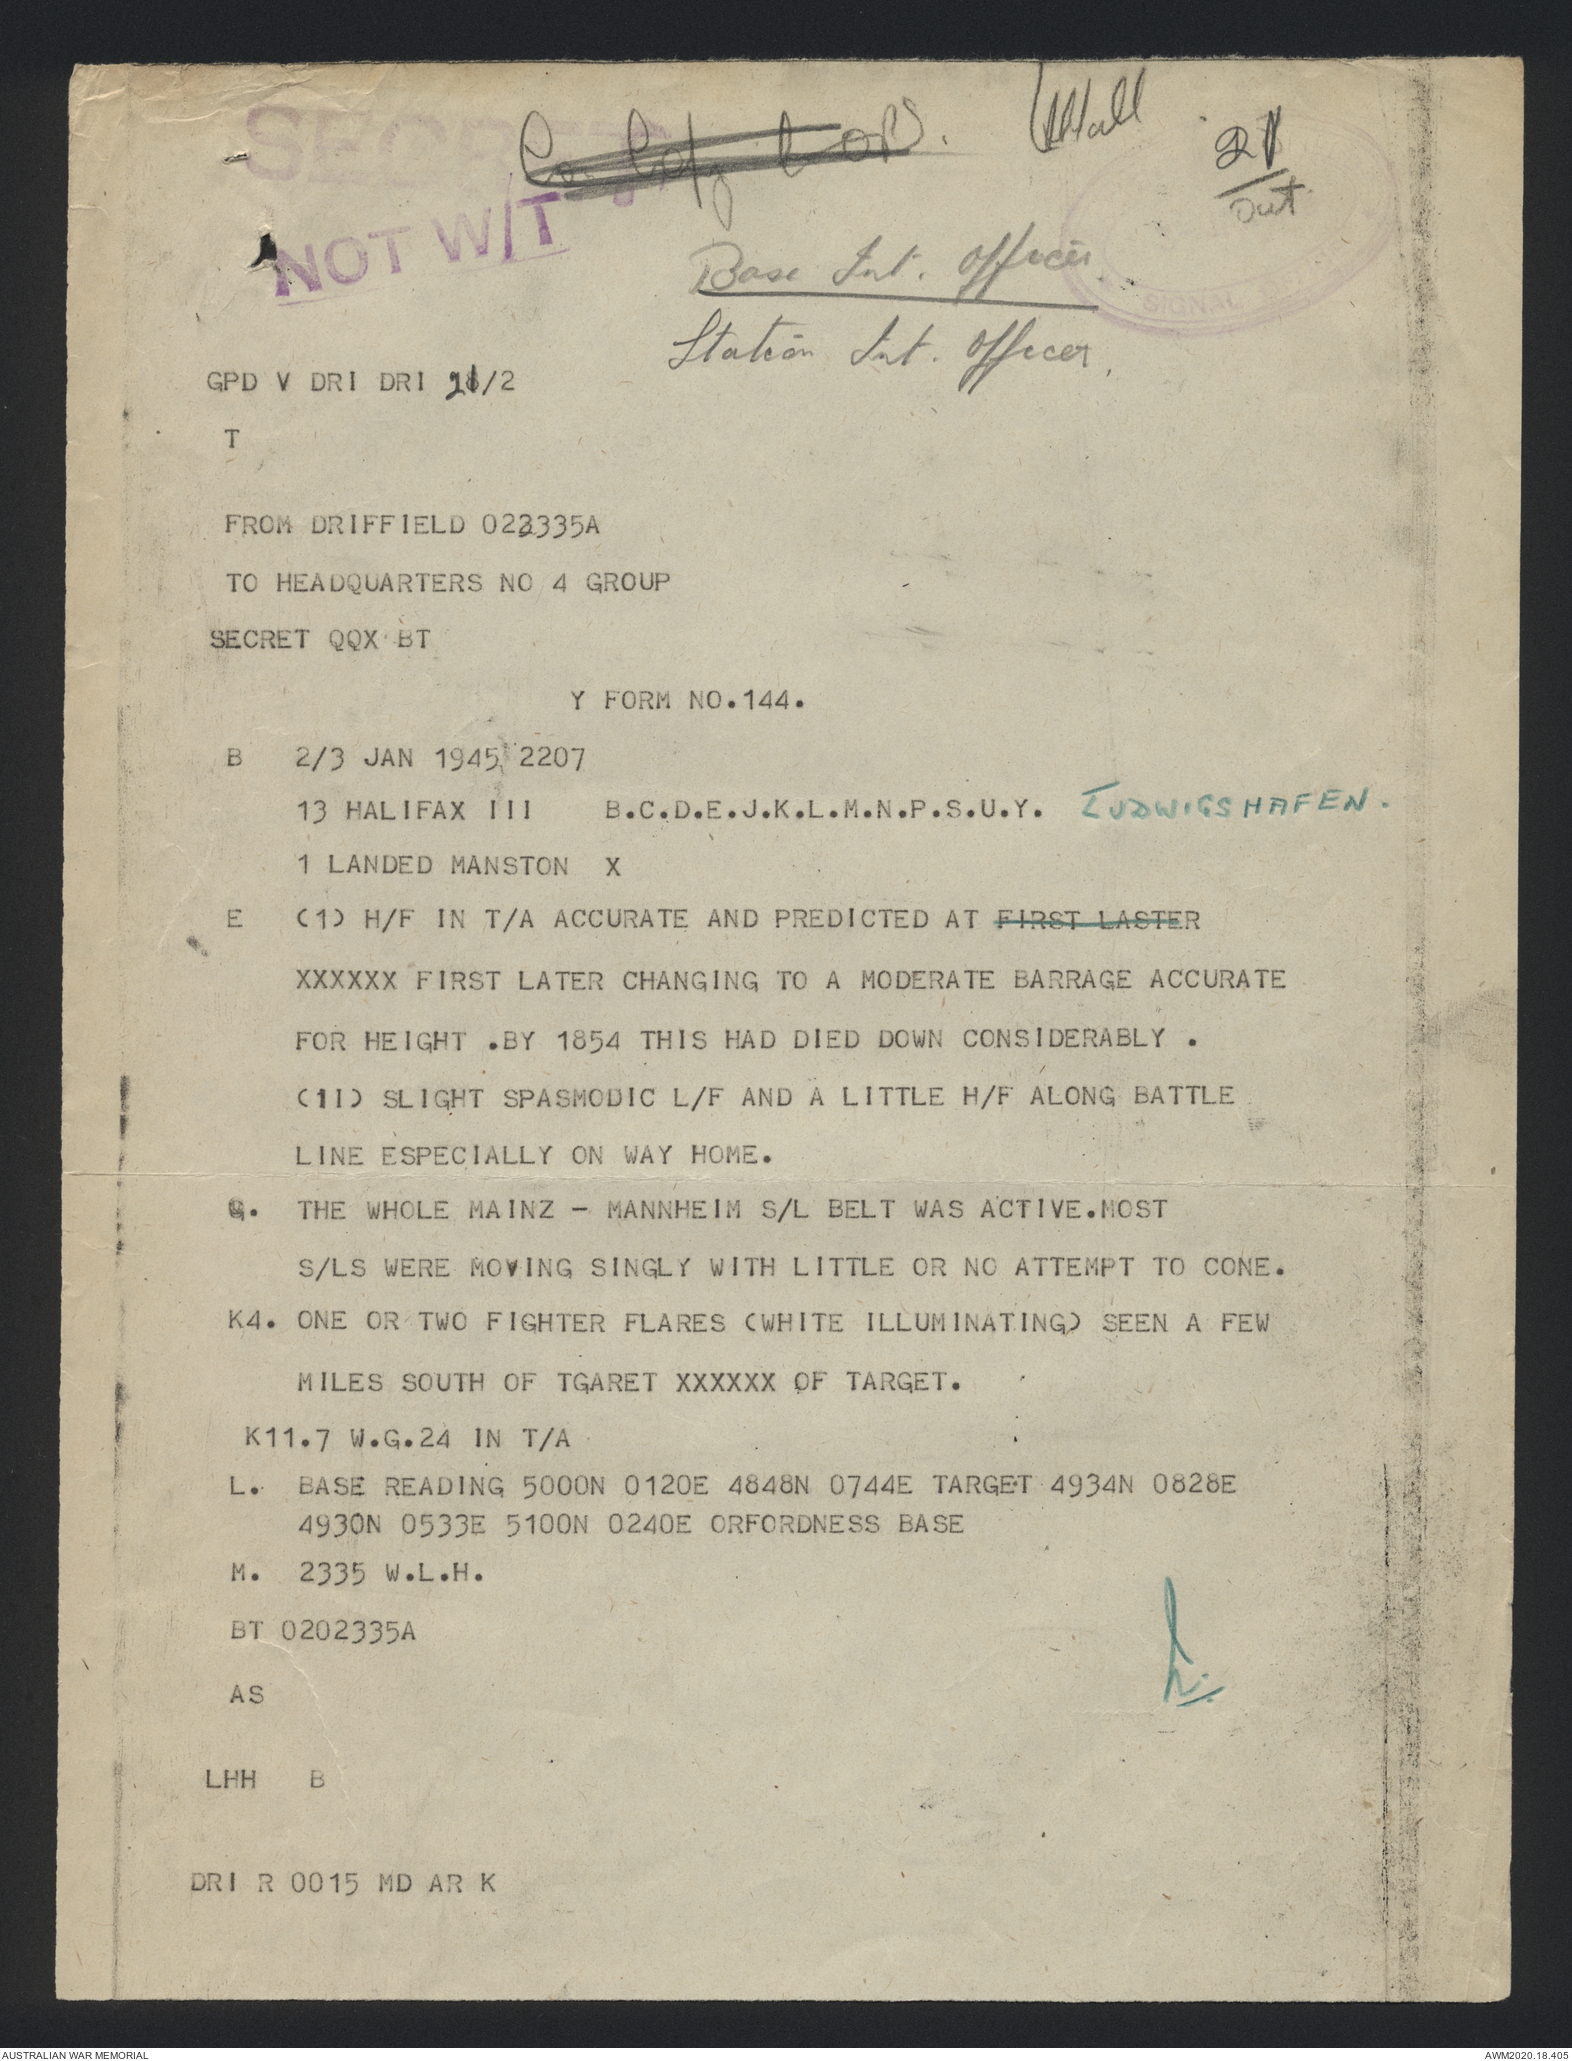 SECRET
NOT W/T
21
Out
Base Int. Officer
SIGNAL
Station Int. Officer.
GPD V DRI DRI 21/2
T
FROM DRIFFIELD 022335A
TO HEADQUARTERS NO 4 GROUP
SECRET QQX BT
Y FORM NO.144.
B 2/3 JAN 1945 2207
13 HALIFAX III B.C.D.E.J.K.L.M.N.P.S.U.Y. LUDWIGSHAFEN.
1 LANDED MANSTON X
E (1) H/F IN T/A ACCURATE AND PREDICTED AT FIRST LASTER
XXXXXX FIRST LATER CHANGING TO A MODERATE BARRAGE ACCURATE
FOR HEIGHT .BY 1854 THIS HAD DIED DOWN CONSIDERABLY .
(1I) SLIGHT SPASMODIC L/F AND A LITTLE H/F ALONG BATTLE
LINE ESPECIALLY ON WAY HOME.
G. THE WHOLE MAINZ - MANNHEIM S/L BELT WAS ACTIVE.MOST
S/LS WERE MOVING SINGLY WITH LITTLE OR NO ATTEMPT TO CONE.
K4. ONE OR TWO FIGHTER FLARES (WHITE ILLUMINATING) SEEN A FEW
MILES SOUTH OF TGARET XXXXXX OF TARGET.
K11.7 W.G.24 IN T/A
L. BASE READING 5000N 0120E 4848N 0744E TARGET 4934N 0828E
4930N 0533E 5100N 0240E ORFORDNESS BASE
M. 2335 W.L.H.
BT 0202335A
AS
LHH B
DRI R 0015 MD AR K
AUSTRALIAN WAR MEMORIAL
AWM2020.18.405